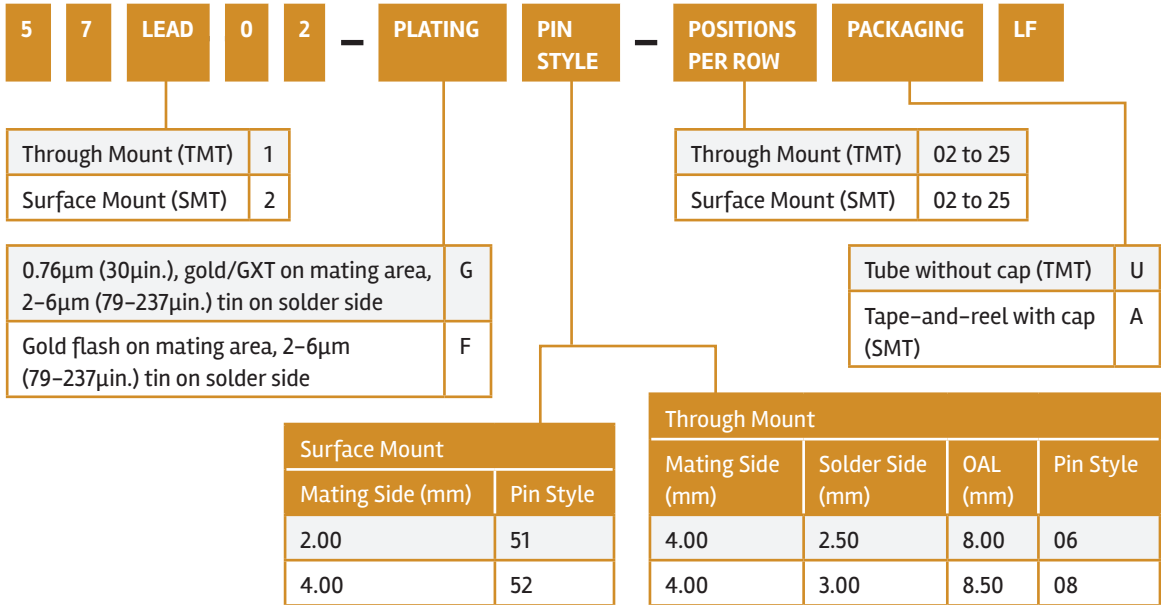 5 7 LEAD 0 2 – PLATING PIN STYLE – POSITIONS PER ROW PACKAGING LF
Through Mount (TMT) 1
Surface Mount (SMT) 2
Through Mount (TMT) 02 to 25
Surface Mount (SMT) 02 to 25
0.76µm (30µin.), gold/GXT on mating area,
2–6µm (79–237µin.) tin on solder side
G
Gold flash on mating area, 2–6µm
(79–237µin.) tin on solder side
F
Tube without cap (TMT) U
Tape-and-reel with cap
(SMT)
A
Surface Mount
Mating Side (mm) Pin Style
2.00 51
4.00 52
Through Mount
Mating Side (mm) Solder Side (mm) OAL (mm) Pin Style
4.00 2.50 8.00 06
4.00 3.00 8.50 08